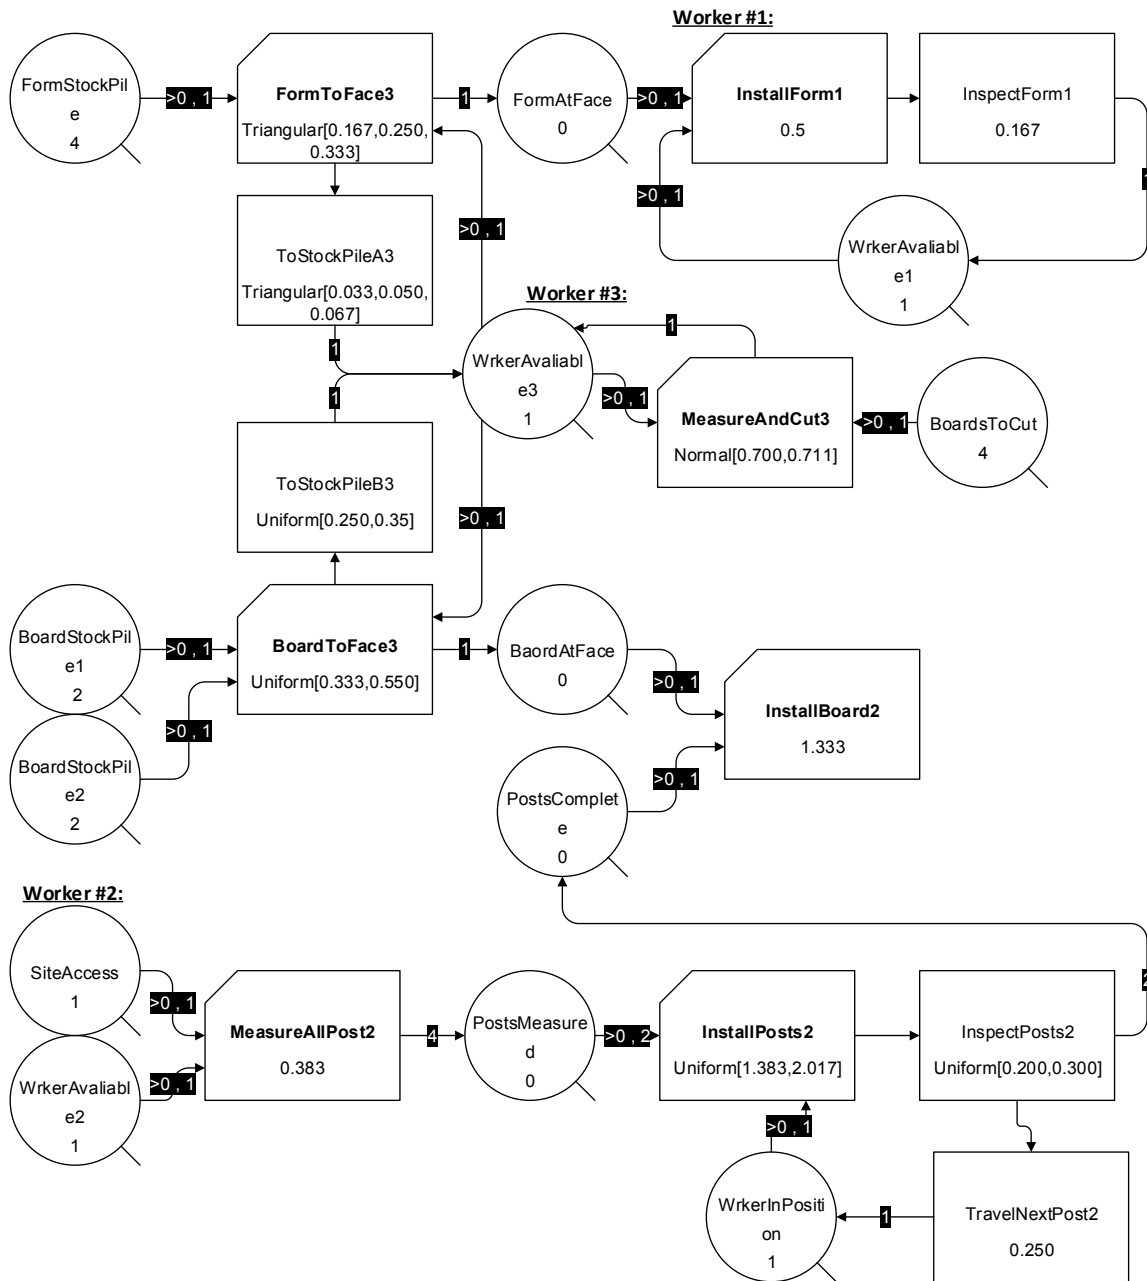 Worker #1:
FormStockPil
e
4
>0 , 1
FormToFace3
Triangular[0.167,0.250,
0.333]
1
FormAtFace
0
>0 , 1
InstallForm1
0.5
InspectForm1
0.167
1
>0 , 1
WrkerAvaliabl
e1
1
>0 , 1
ToStockPileA3
Triangular[0.033,0.050,
0.067]
1
Worker #3:
WrkerAvaliabl
e3
1
1
>0 , 1
MeasureAndCut3
Normal[0.700,0.711]
>0 , 1
BoardsToCut
4
1
ToStockPileB3
Uniform[0.250,0.35]
>0 , 1
BoardStockPil
e1
2
>0 , 1
BoardToFace3
Uniform[0.333,0.550]
1
BaordAtFace
0
>0 , 1
InstallBoard2
1.333
BoardStockPil
e2
2
>0 , 1
PostsComplet
e
0
>0 , 1
Worker #2:
SiteAccess
1
>0 , 1
WrkerAvaliabl
e2
1
>0 , 1
MeasureAllPost2
0.383
4
PostsMeasure
d
0
>0 , 2
InstallPosts2
Uniform[1.383,2.017]
InspectPosts2
Uniform[0.200,0.300]
2
>0 , 1
WrkerInPositi
on
1
1
TravelNextPost2
0.250